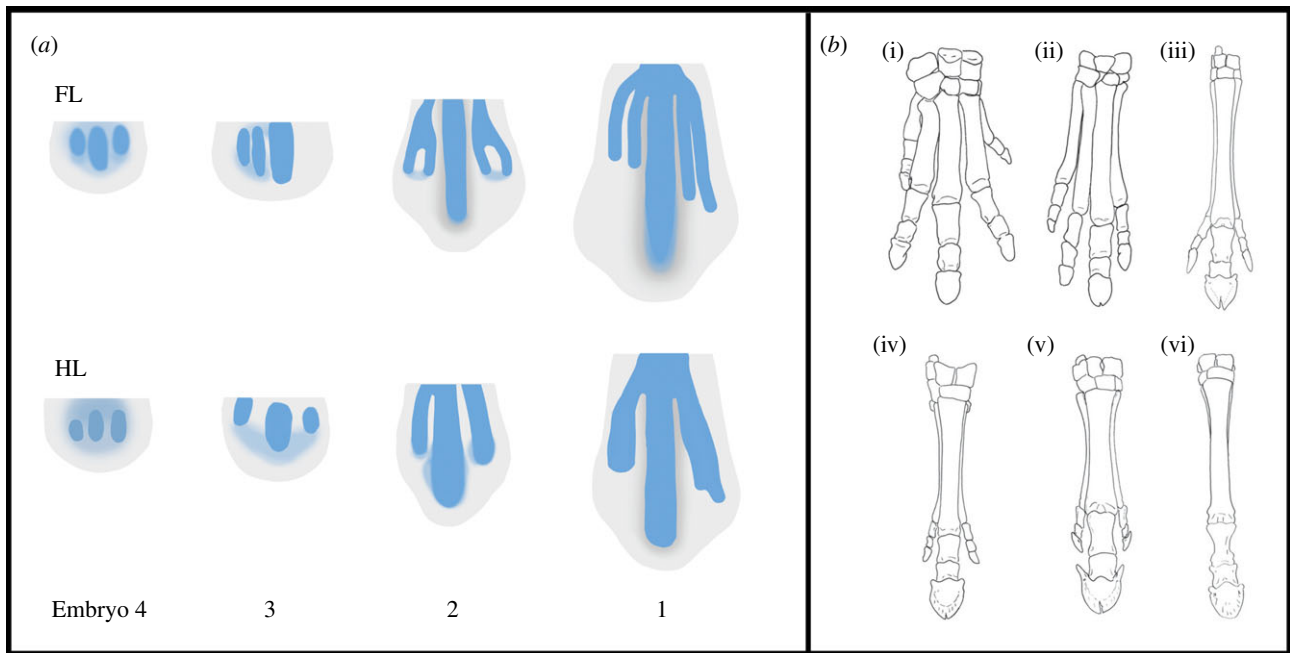 (a)
FL
HL
Embryo 4 3 2 1
(b)
(i) (ii) (iii)
(iv) (v) (vi)